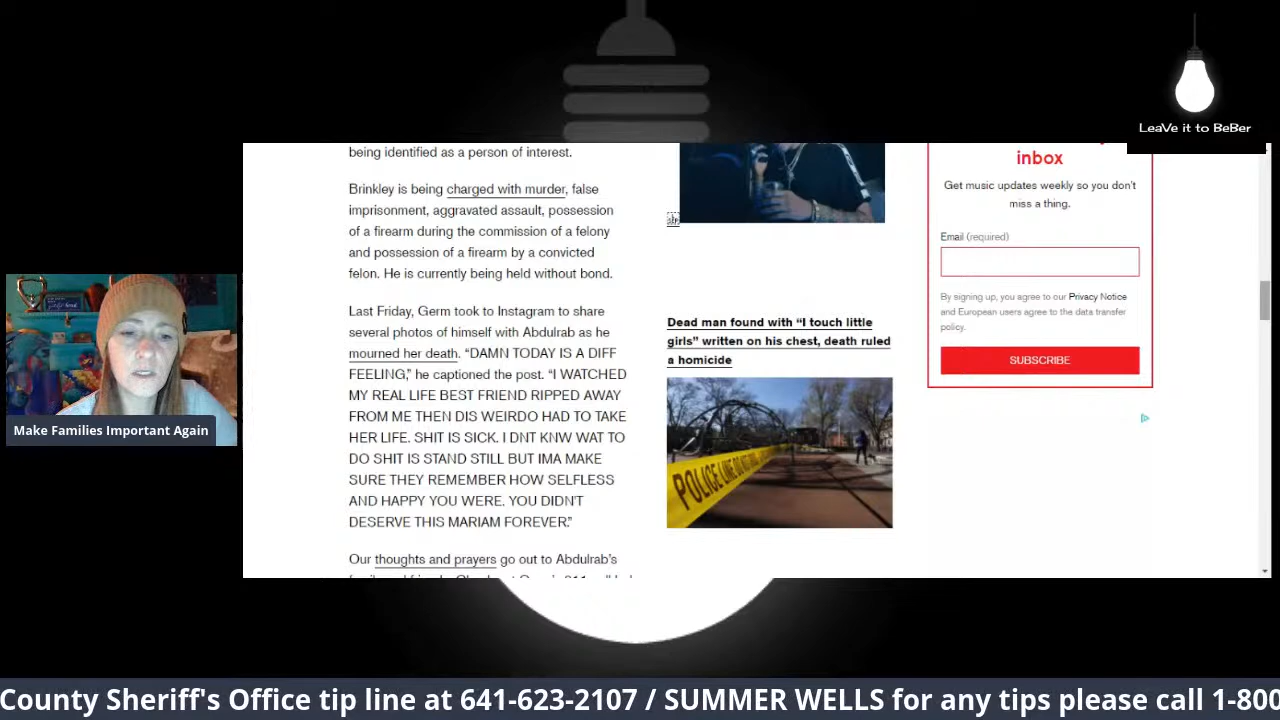 LeaVe it to BeBer
being identified as a person of interest.
Brinkley is being charged with murder, false
imprisonment, aggravated assault, possession
of a firearm during the commission of a felony
and possession of a firearm by a convicted
felon. He is currently being held without bond.
Last Friday, Germ took to Instagram to share
several photos of himself with Abdulrab as he
mourned her death. “DAMN TODAY IS A DIFF
FEELING,” he captioned the post. “I WATCHED
MY REAL LIFE BEST FRIEND RIPPED AWAY
FROM ME THEN DIS WEIRDO HAD TO TAKE
HER LIFE. SHIT IS SICK. I DNT KNW WAT TO
DO SHIT IS STAND STILL BUT IMA MAKE
SURE THEY REMEMBER HOW SELFLESS
AND HAPPY YOU WERE. YOU DIDN'T
DESERVE THIS MARIAM FOREVER.”
Our thoughts and prayers go out to Abdulrab’s
Dead man found with “I touch little
girls” written on his chest, death ruled
a homicide
POLICE LINE DO NOT
inbox
Get music updates weekly so you don’t
miss a thing.
Email (required)
By signing up, you agree to our Privacy Notice
and European users agree to the data transfer
policy.
SUBSCRIBE
Make Families Important Again
County Sheriff's Office tip line at 641-623-2107 / SUMMER WELLS for any tips please call 1-800